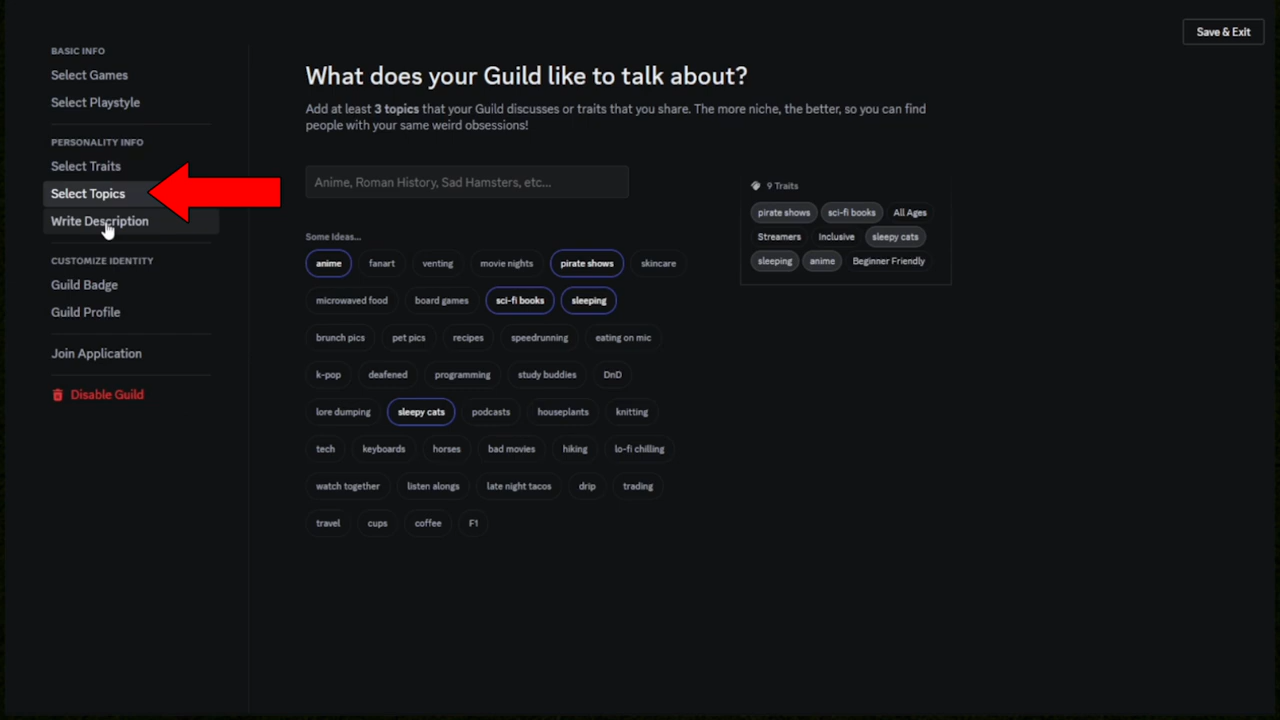 Save & Exit
BASIC INFO
Select Games
Select Playstyle
PERSONALITY INFO
Select Traits
Select Topics
Write Description
CUSTOMIZE IDENTITY
Guild Badge
Guild Profile
Join Application
Disable Guild
What does your Guild like to talk about?
Add at least 3 topics that your Guild discusses or traits that you share. The more niche, the better, so you can find
people with your same weird obsessions!
Anime, Roman History, Sad Hamsters, etc...
Some Ideas...
anime fanart venting movie nights pirate shows skincare
microwaved food board games sci-fi books sleeping
brunch pics pet pics recipes speedrunning eating on mic
k-pop deafened programming study buddies DnD
lore dumping sleepy cats podcasts houseplants knitting
tech keyboards horses bad movies hiking lo-fi chilling
watch together listen alongs late night tacos drip trading
travel cups coffee F1
9 Traits
pirate shows sci-fi books All Ages
Streamers Inclusive sleepy cats
sleeping anime Beginner Friendly